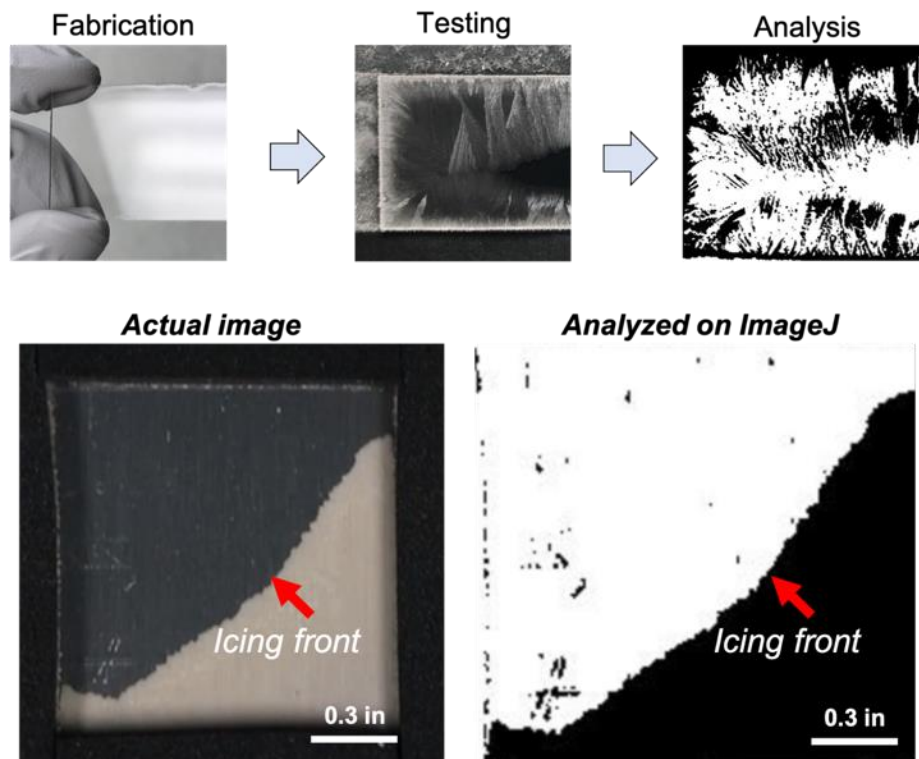 Fabrication
Testing
Analysis
Actual image
Analyzed on ImageJ
Icing front
0.3 in
Icing front
0.3 in